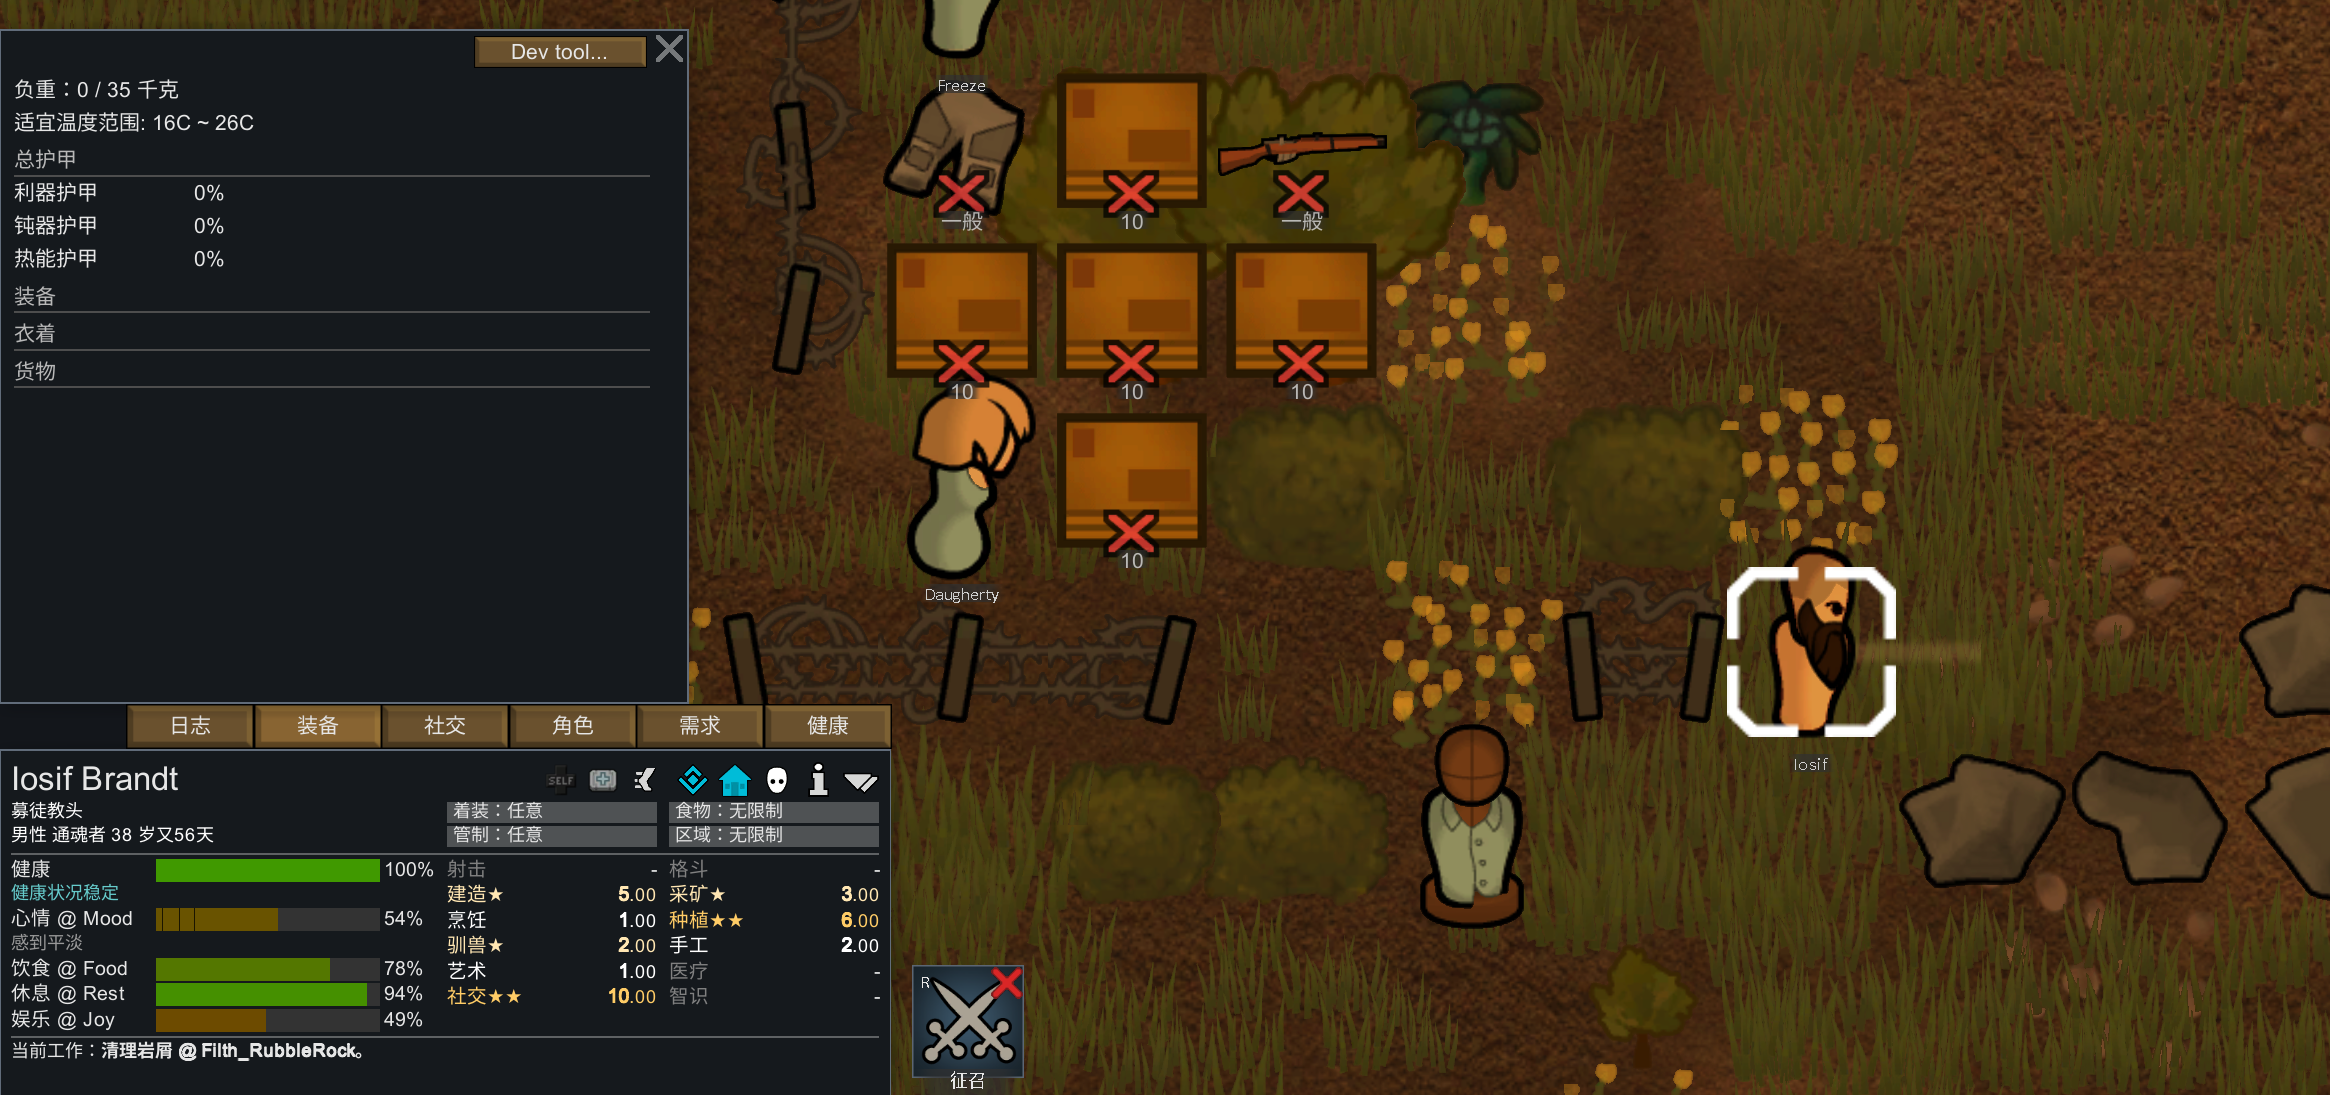 Dev tool...
负重：0 / 35 千克
适宜温度范围: 16C ~ 26C
总护甲
利器护甲 0%
钝器护甲 0%
热能护甲 0%
装备
衣着
货物
Freeze
一般
10
一般
10
10
10
Daugherty
10
Iosif
日志
装备
社交
角色
需求
健康
Iosif Brandt
募徒教头
男性 通魂者 38 岁又56天
SELF
着装：任意
食物：无限制
管制：任意
区域：无限制
健康 100%
健康状况稳定
心情 @ Mood 54%
感到平淡
饮食 @ Food 78%
休息 @ Rest 94%
娱乐 @ Joy 49%
射击 -
格斗 -
建造★ 5.00
采矿★ 3.00
烹饪 1.00
种植★★ 6.00
驯兽★ 2.00
手工 2.00
艺术 1.00
医疗 -
社交★★ 10.00
智识 -
当前工作：清理岩屑 @ Filth_RubbleRock。
R
征召